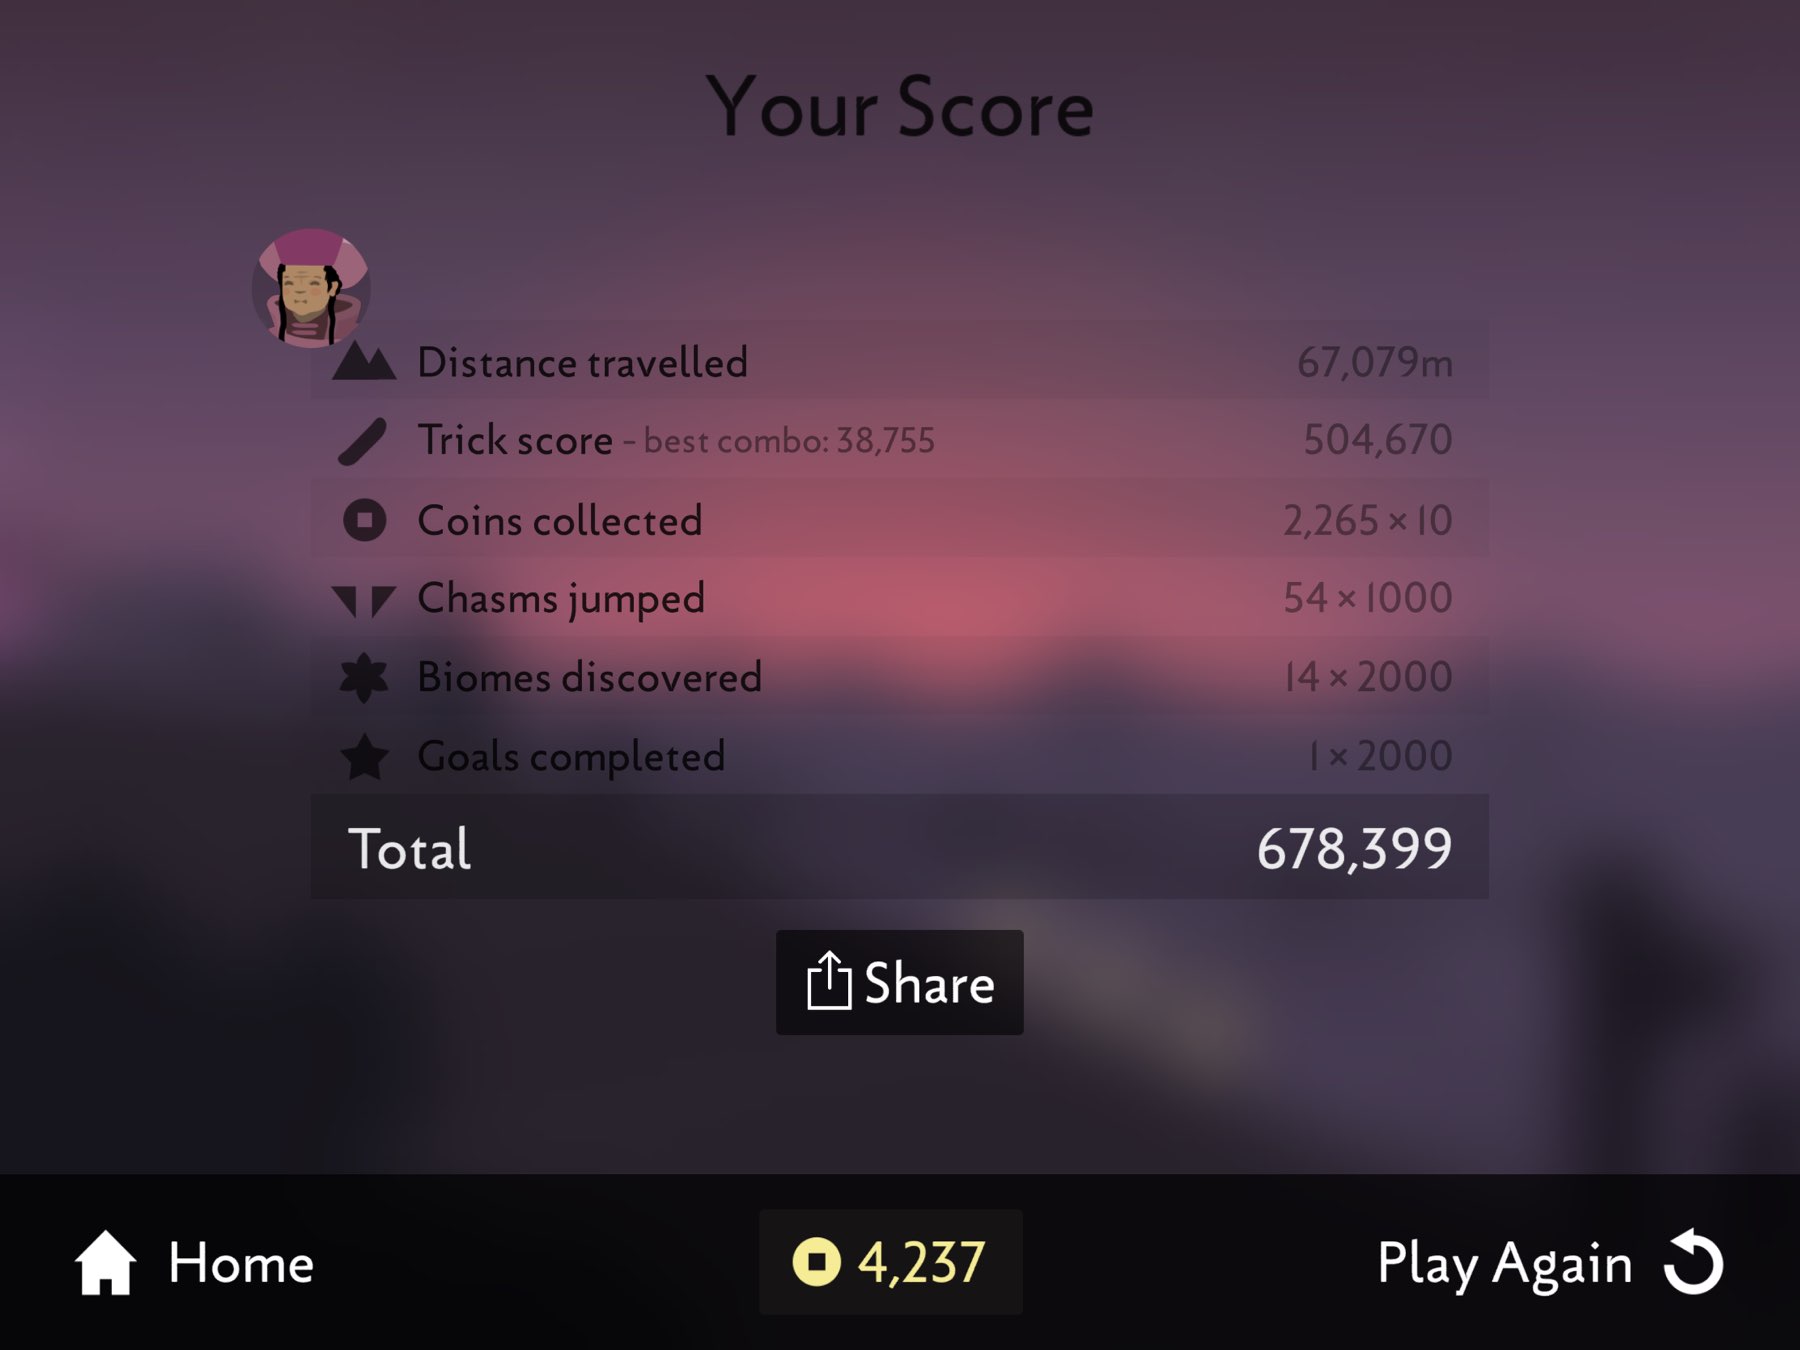 Your Score
Distance travelled 67,079m
Trick score - best combo: 38,755 504,670
Coins collected 2,265 × 10
Chasms jumped 54 × 1000
Biomes discovered 14 × 2000
Goals completed 1 × 2000
Total 678,399
Share
Home 4,237 Play Again